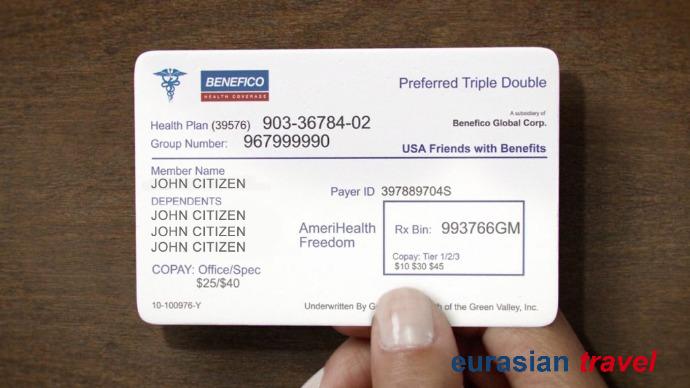 BENEFICO
HEALTH COVERAGE
Preferred Triple Double
A subsidiary of
Benefico Global Corp.
Health Plan (39576) 903-36784-02
Group Number: 967999990
USA Friends with Benefits
Member Name
JOHN CITIZEN
DEPENDENTS
JOHN CITIZEN
JOHN CITIZEN
JOHN CITIZEN
COPAY: Office/Spec
$25/$40
Payer ID 397889704S
AmeriHealth
Freedom
Rx Bin: 993766GM
Copay: Tier 1/2/3
$10 $30 $45
10-100976-Y
Underwritten By of the Green Valley, Inc.
eurasian travel